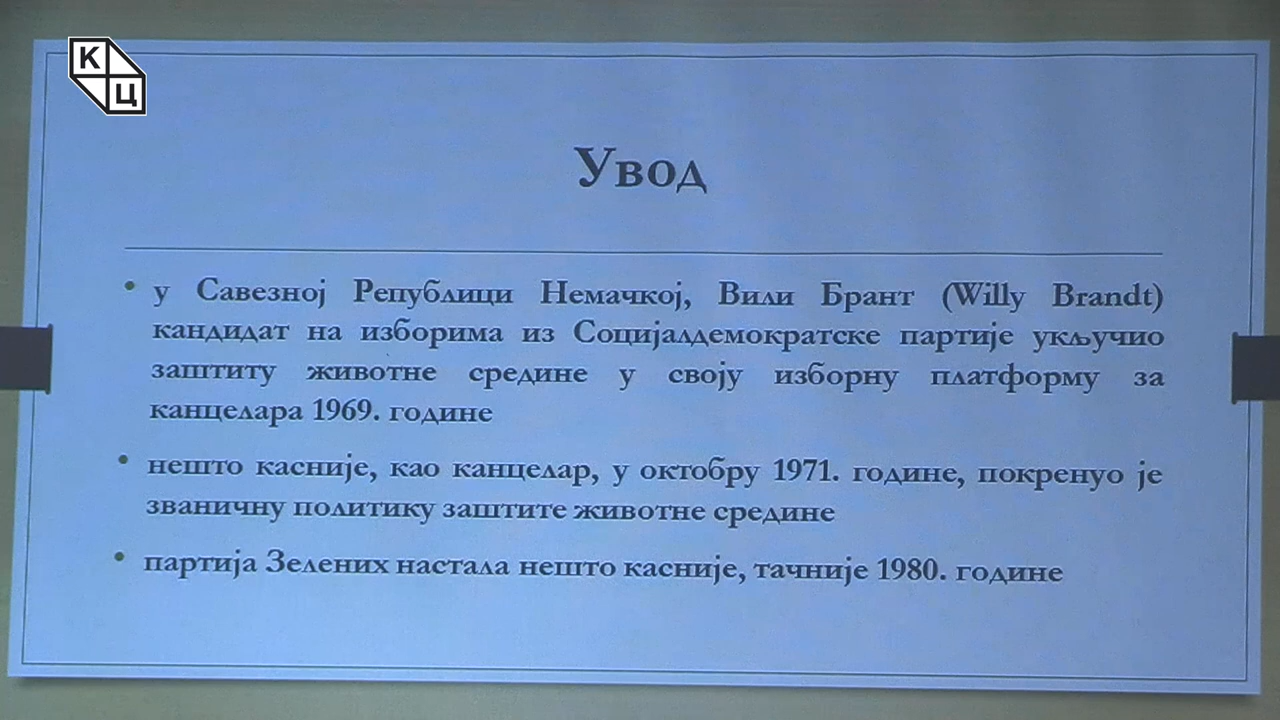 КЦ
Увод
• у Савезној Републици Немачкој, Вили Брант (Willy Brandt)
кандидат на изборима из Социјалдемократске партије укључио
заштиту животне средине у своју изборну платформу за
канцелара 1969. године
• нешто касније, као канцелар, у октобру 1971. године, покренуо је
званичну политику заштите животне средине
• партија Зелених настала нешто касније, тачније 1980. године